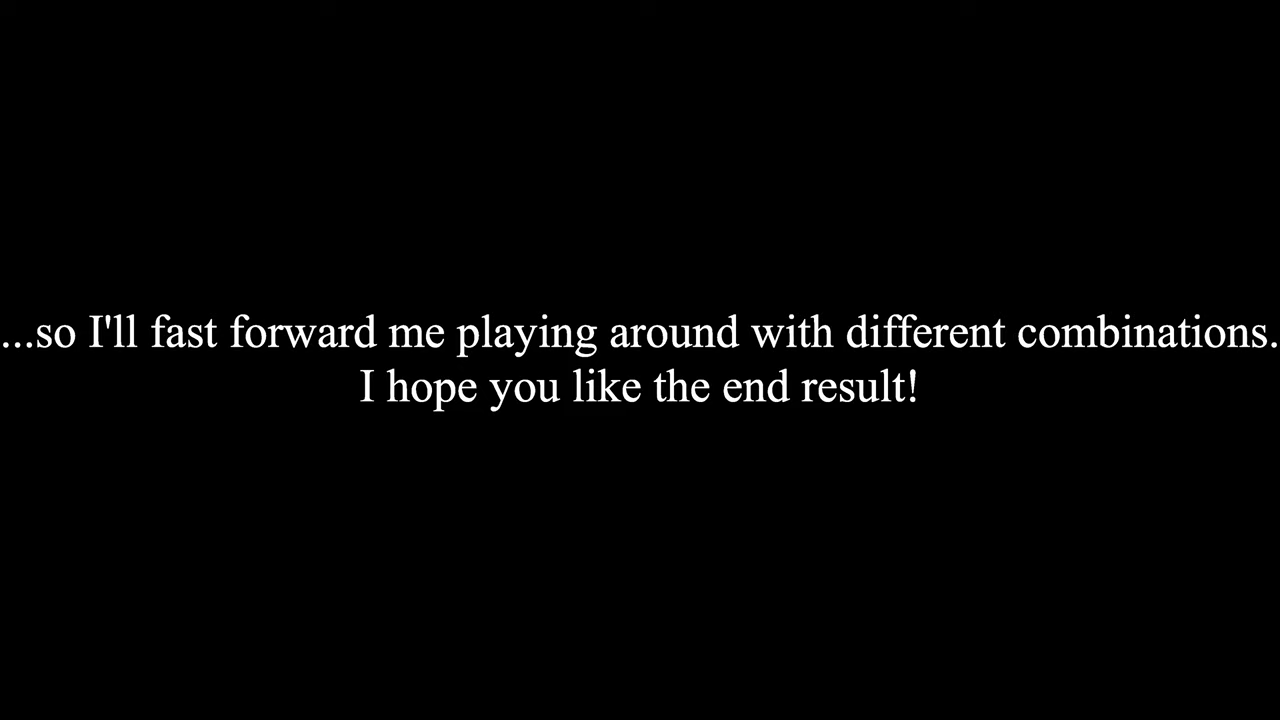 ...so I'll fast forward me playing around with different combinations.
I hope you like the end result!